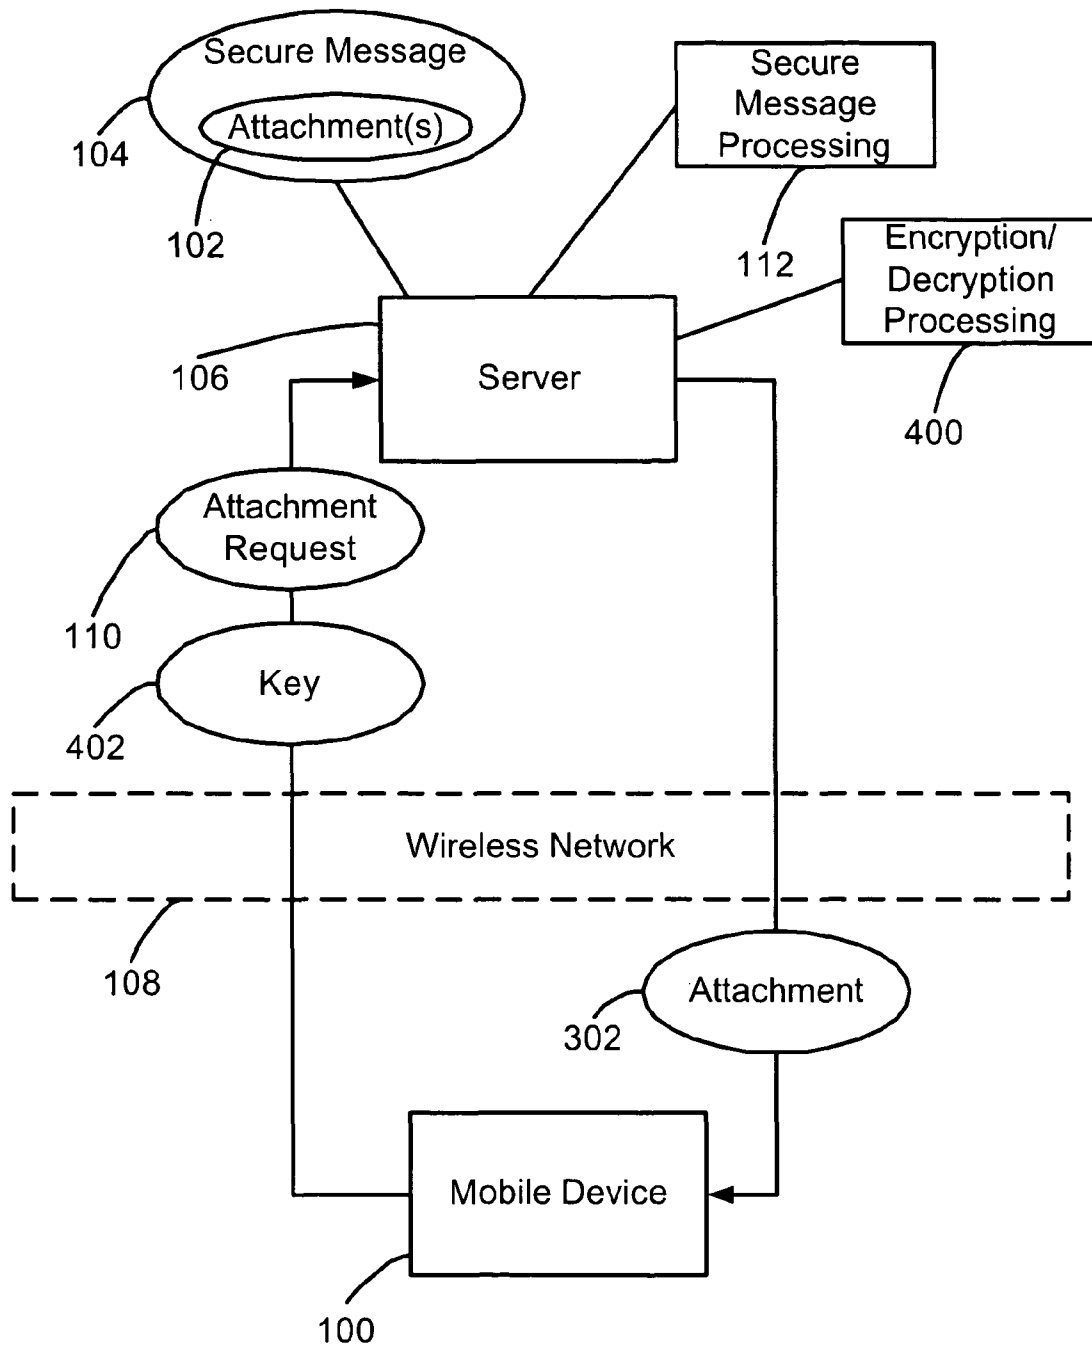 Secure Message
Attachment(s)
104
102
Secure
Message
Processing
112
Encryption/
Decryption
Processing
400
106
Server
Attachment
Request
110
Key
402
Wireless Network
108
Attachment
302
Mobile Device
100